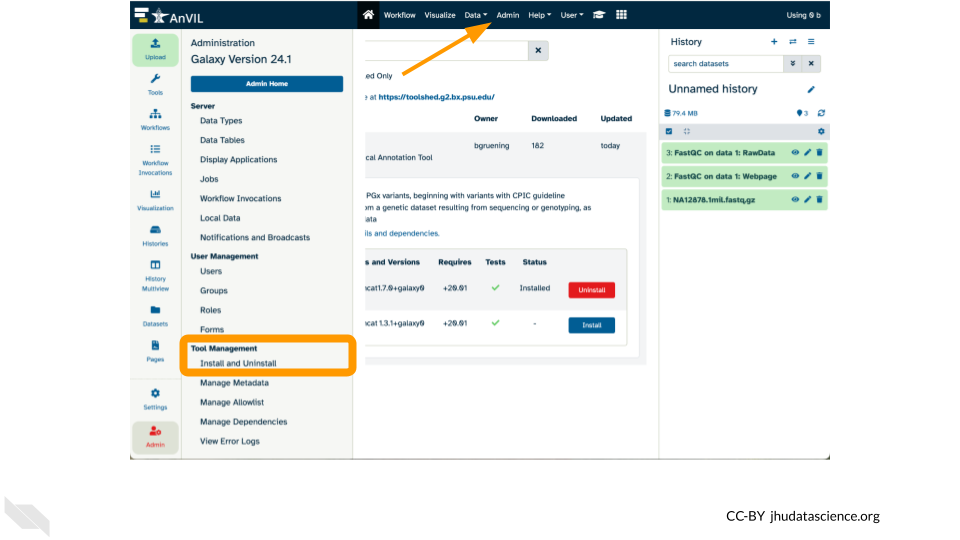 AnVIL
Workflow Visualize Data Admin Help User Using 0 b
Upload
Tools
Workflows
Workflow
Invocations
Visualization
Histories
History
Multiview
Datasets
Pages
Settings
Admin
Administration
Galaxy Version 24.1
Admin Home
Server
Data Types
Data Tables
Display Applications
Jobs
Workflow Invocations
Local Data
Notifications and Broadcasts
User Management
Users
Groups
Roles
Forms
Tool Management
Install and Uninstall
Manage Metadata
Manage Allowlist
Manage Dependencies
View Error Logs
ed Only
e at https://toolshed.g2.bx.psu.edu/
Owner Downloaded Updated
bgruening 182 today
cal Annotation Tool
PGx variants, beginning with variants with CPIC guideline
om a genetic dataset resulting from sequencing or genotyping, as
ata
ils and dependencies.
s and Versions Requires Tests Status
ncat1.7.0+galaxy0 +20.01 Installed Uninstall
ncat 1.3.1+galaxy0 +20.01 - Install
History
search datasets
Unnamed history
79.4 MB 3
3: FastQC on data 1: RawData
2: FastQC on data 1: Webpage
1: NA12878.1mil.fastq.gz
CC-BY jhudatascience.org